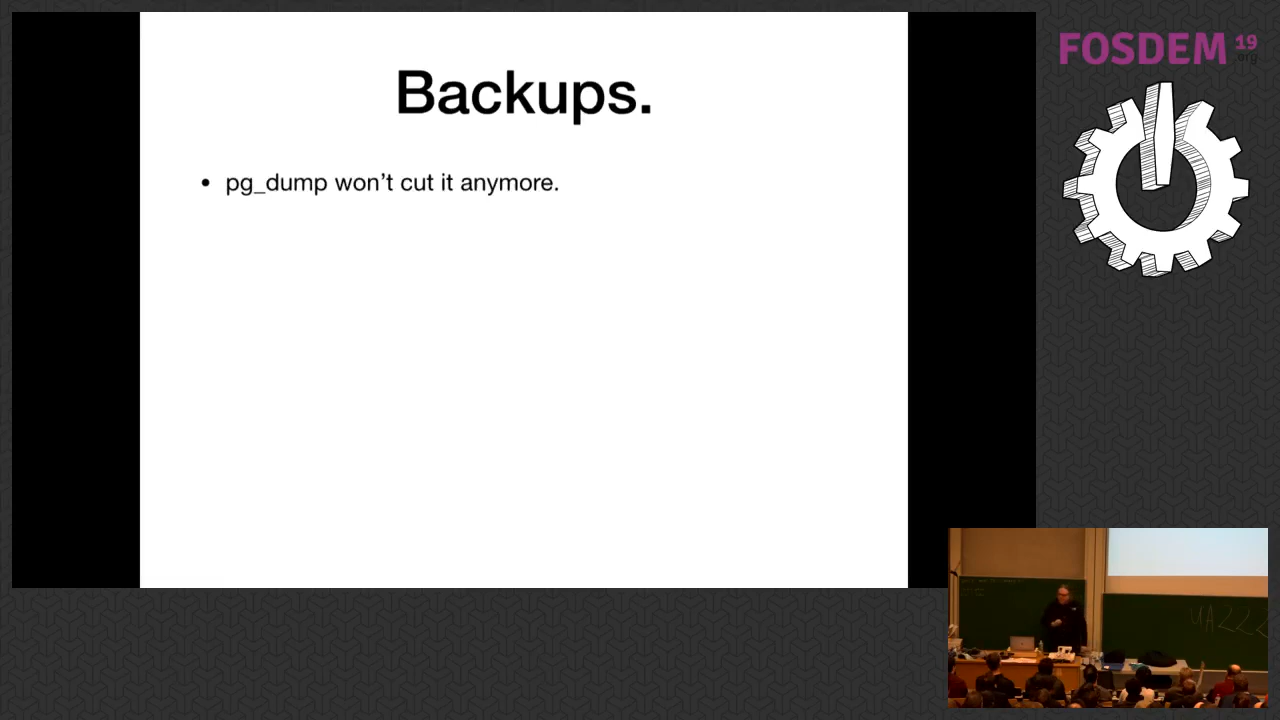 Backups.
• pg_dump won’t cut it anymore.
FOSDEM 19
.org